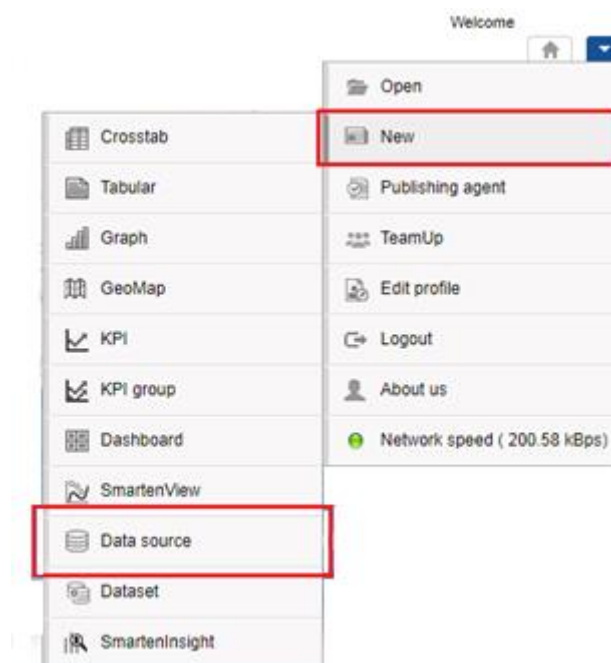 Welcome
Open
New
Publishing agent
TeamUp
Edit profile
Logout
About us
Network speed ( 200.58 kBps)
Crosstab
Tabular
Graph
GeoMap
KPI
KPI group
Dashboard
SmartenView
Data source
Dataset
SmartenInsight